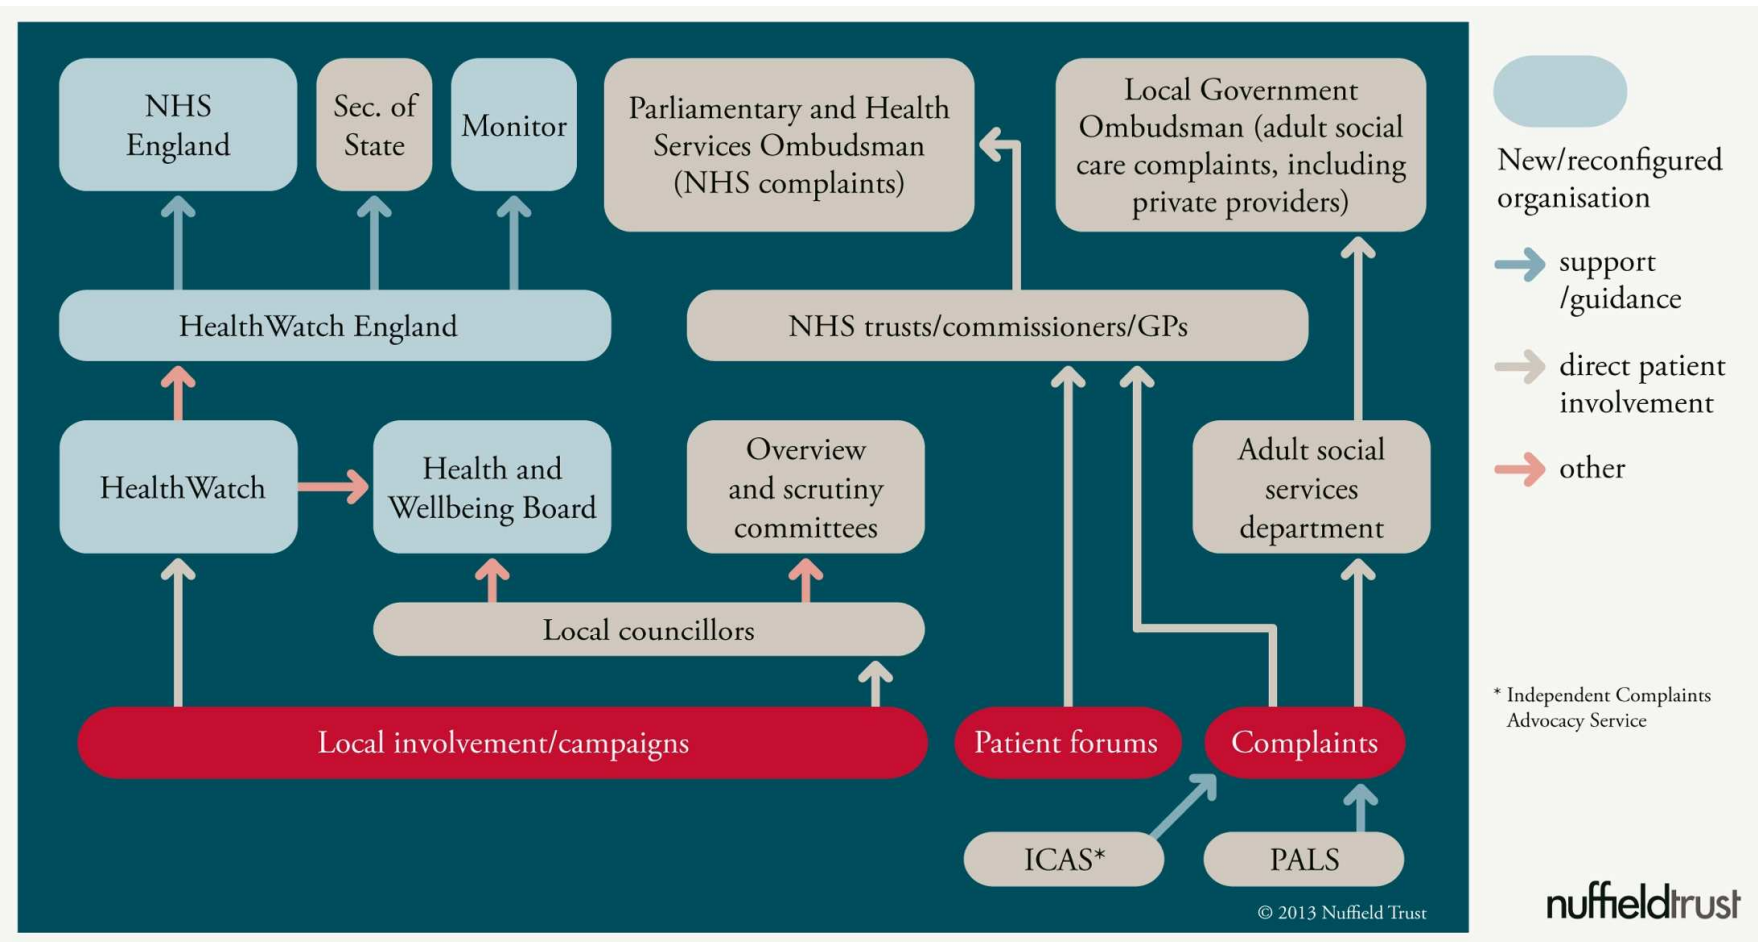 NHS
England
Sec. of
State
Monitor
Parliamentary and Health
Services Ombudsman
(NHS complaints)
Local Government
Ombudsman (adult social
care complaints, including
private providers)
New/reconfigured
organisation
support
/guidance
direct patient
involvement
other
HealthWatch England
NHS trusts/commissioners/GPs
HealthWatch
Health and
Wellbeing Board
Overview
and scrutiny
committees
Adult social
services
department
Local councillors
Local involvement/campaigns
Patient forums
Complaints
* Independent Complaints
Advocacy Service
ICAS*
PALS
© 2013 Nuffield Trust
nuffieldtrust